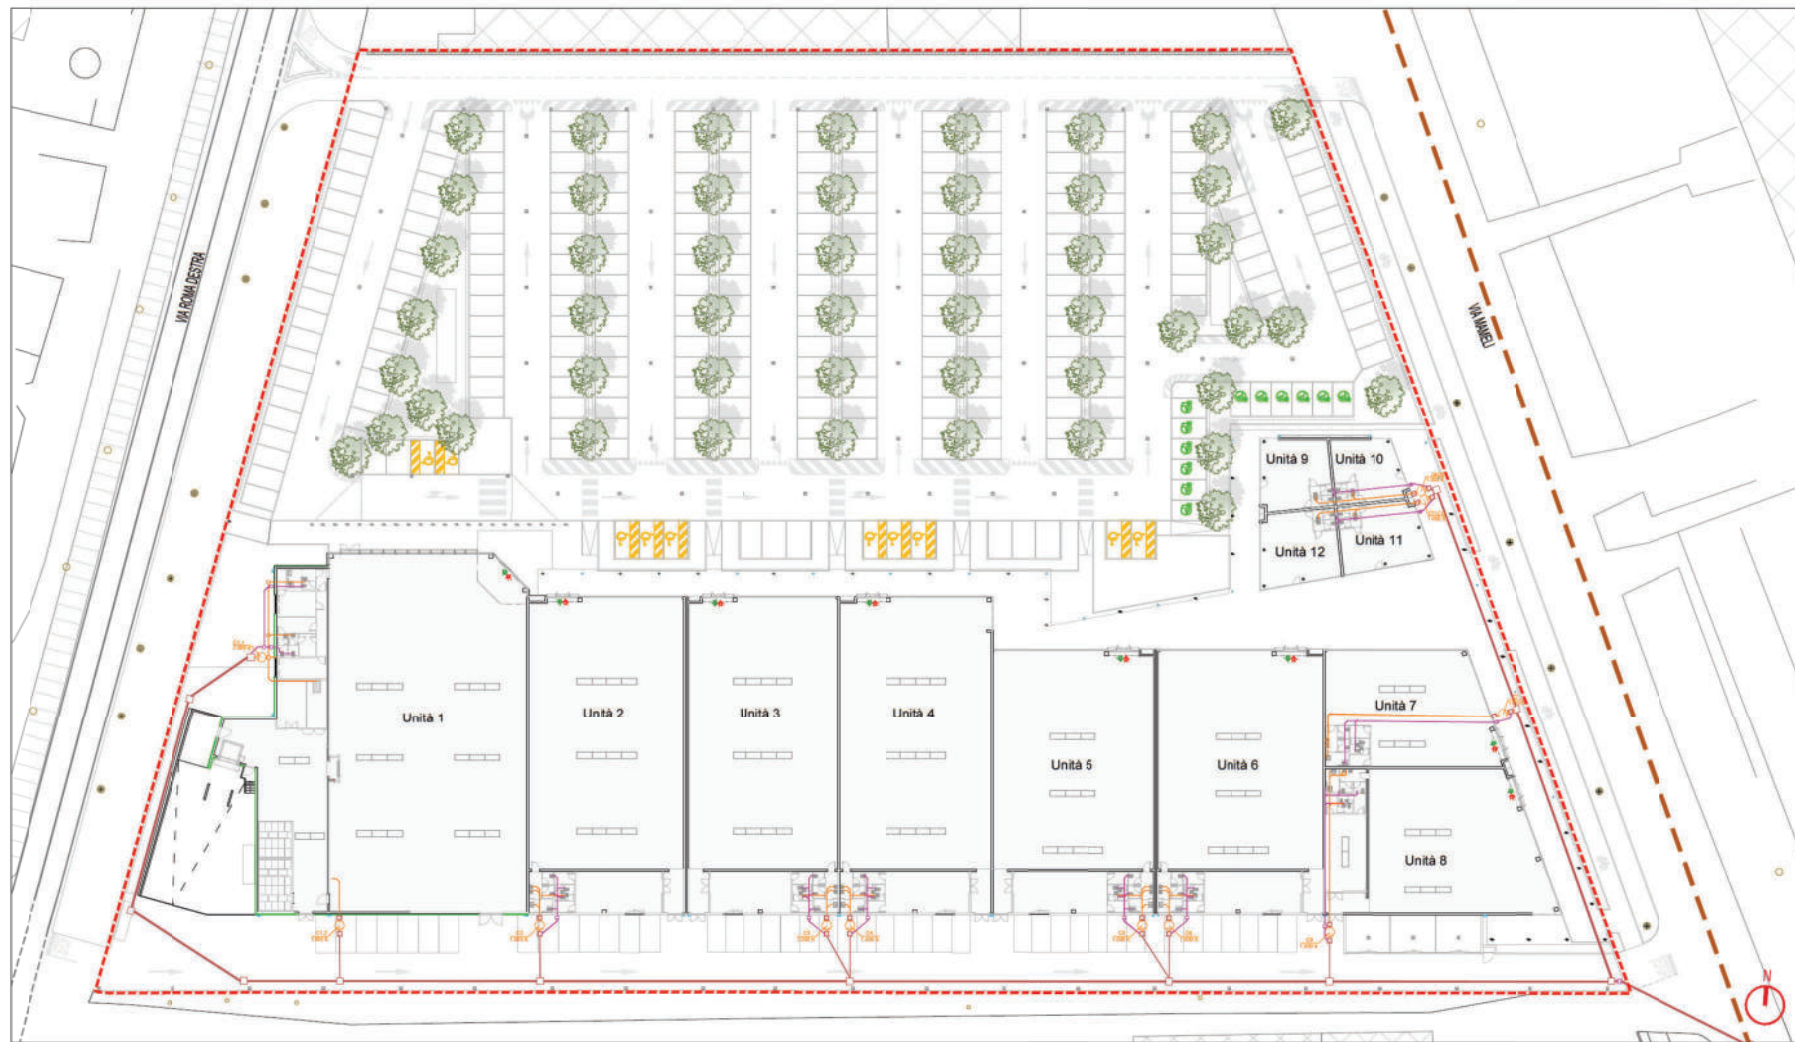 VIA ROMA DESTRA
VIA MAMELI
Unità 9
Unità 10
Unità 12
Unità 11
Unità 1
Unità 2
Unità 3
Unità 4
Unità 5
Unità 6
Unità 7
Unità 8
N